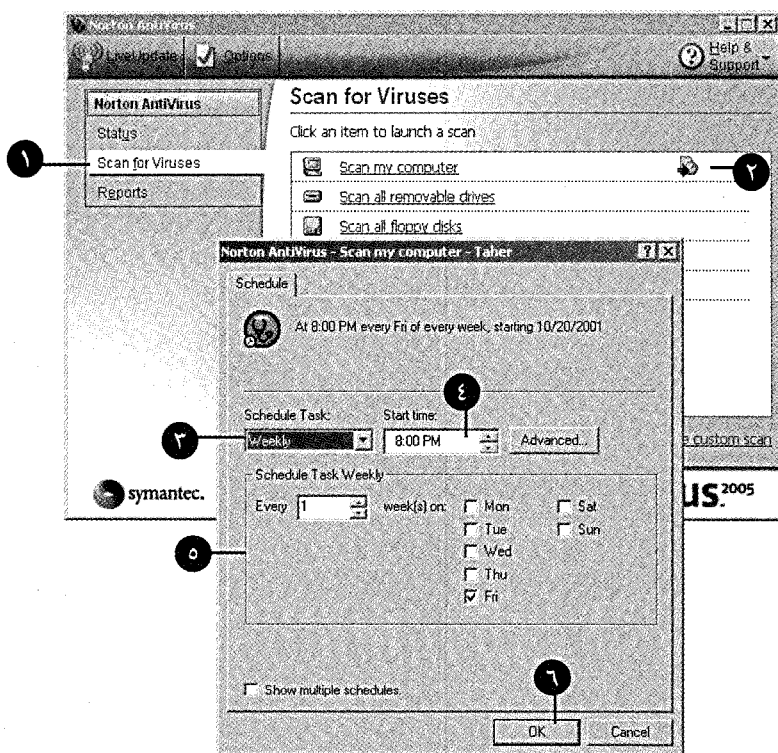 Norton AntiVirus
LiveUpdate Options Help & Support
Norton AntiVirus
Status
١ Scan for Viruses
Reports
Scan for Viruses
Click an item to launch a scan
Scan my computer ٢
Scan all removable drives
Scan all floppy disks
Norton AntiVirus - Scan my computer - Taher
Schedule
At 8:00 PM every Fri of every week, starting 10/20/2001
٤
Schedule Task: Start time:
٣ Weekly 8:00 PM Advanced...
custom scan
Schedule Task Weekly
Every 1 week(s) on: Mon Sat
Tue Sun
Wed
Thu
Fri
٥
symantec.
us 2005
Show multiple schedules.
٦
OK Cancel